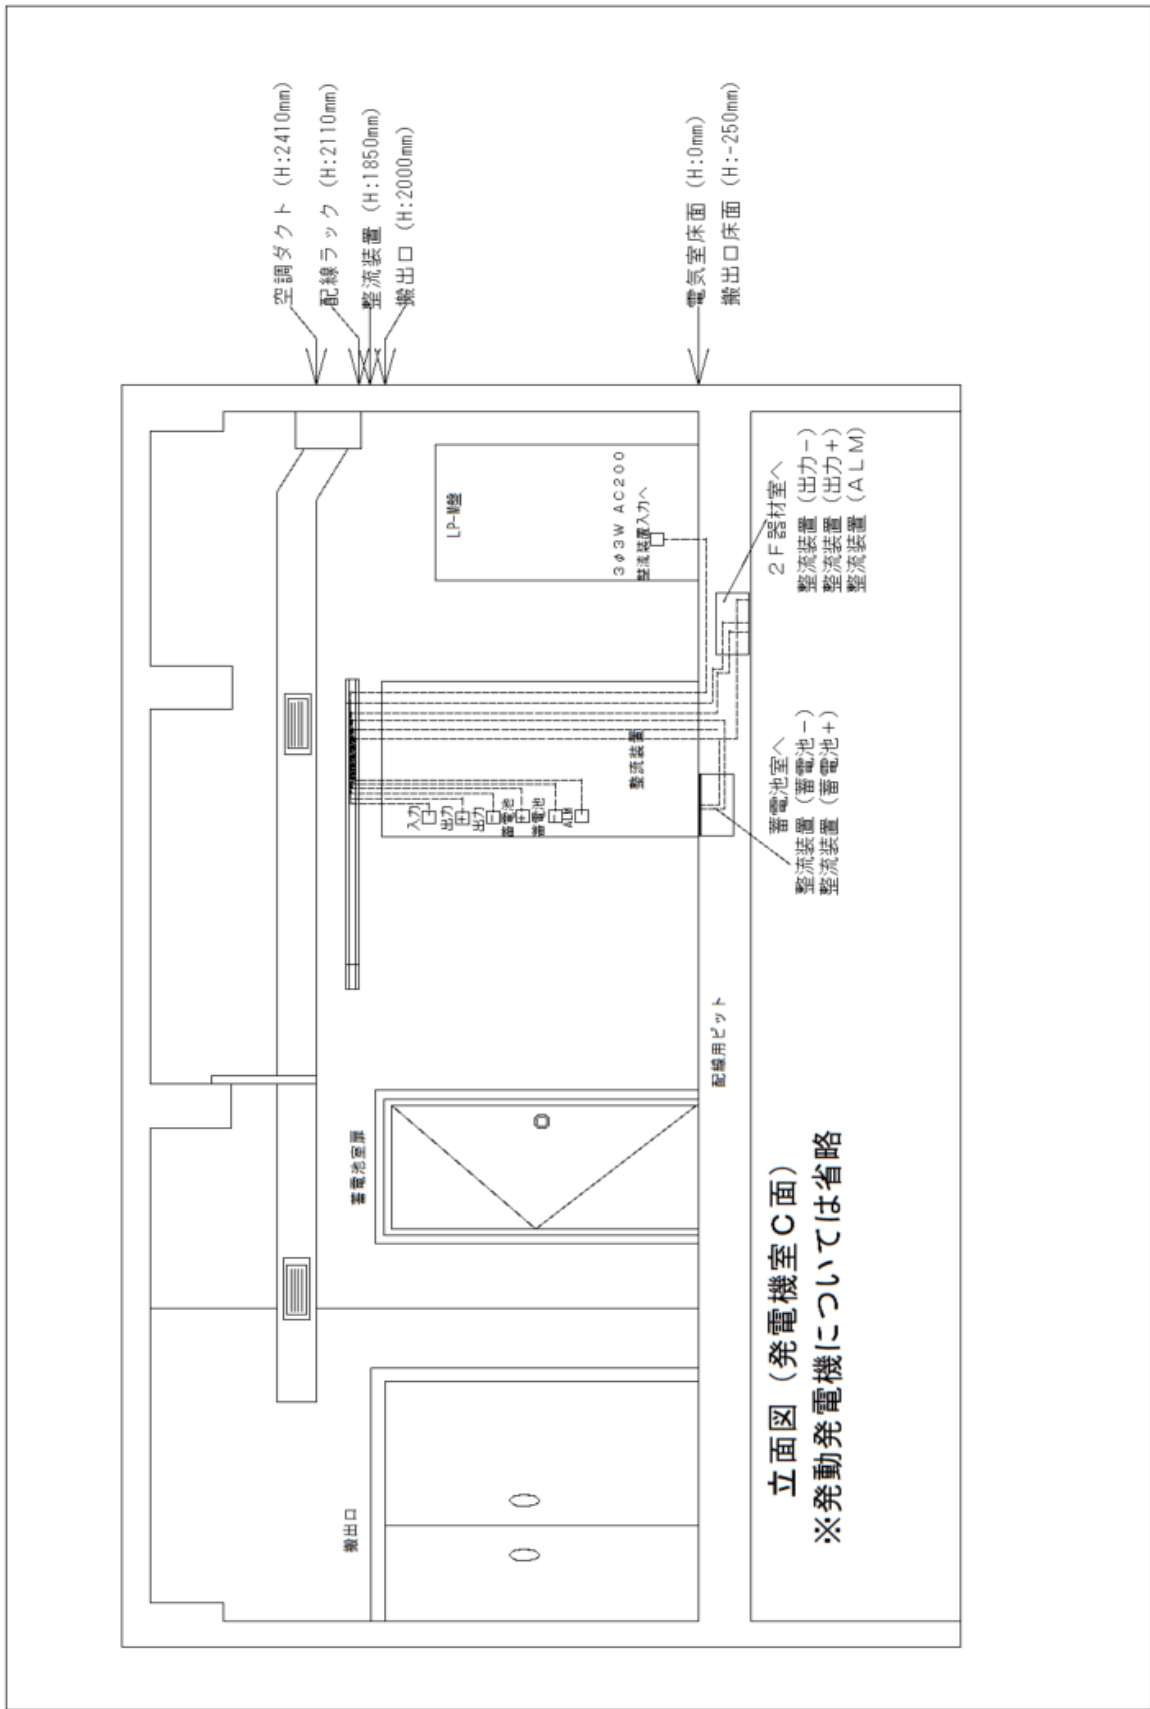 空調ダクト (H:2410mm)
配線ラック (H:2110mm)
整流装置 (H:1850mm)
搬出口 (H:2000mm)
電気室床面 (H:0mm)
搬出口床面 (H:-250mm)
搬出口
蓄電池室扉
入力
出力
+
出力
-
蓄電池
+
蓄電池
-
ALM
整流装置
LP-M盤
3φ3W AC200
整流装置入力へ
配線用ピット
蓄電池室へ
整流装置 (蓄電池-)
整流装置 (蓄電池+)
2F器材室へ
整流装置 (出力-)
整流装置 (出力+)
整流装置 (ALM)
立面図 (発電機室C面)
※発動発電機については省略